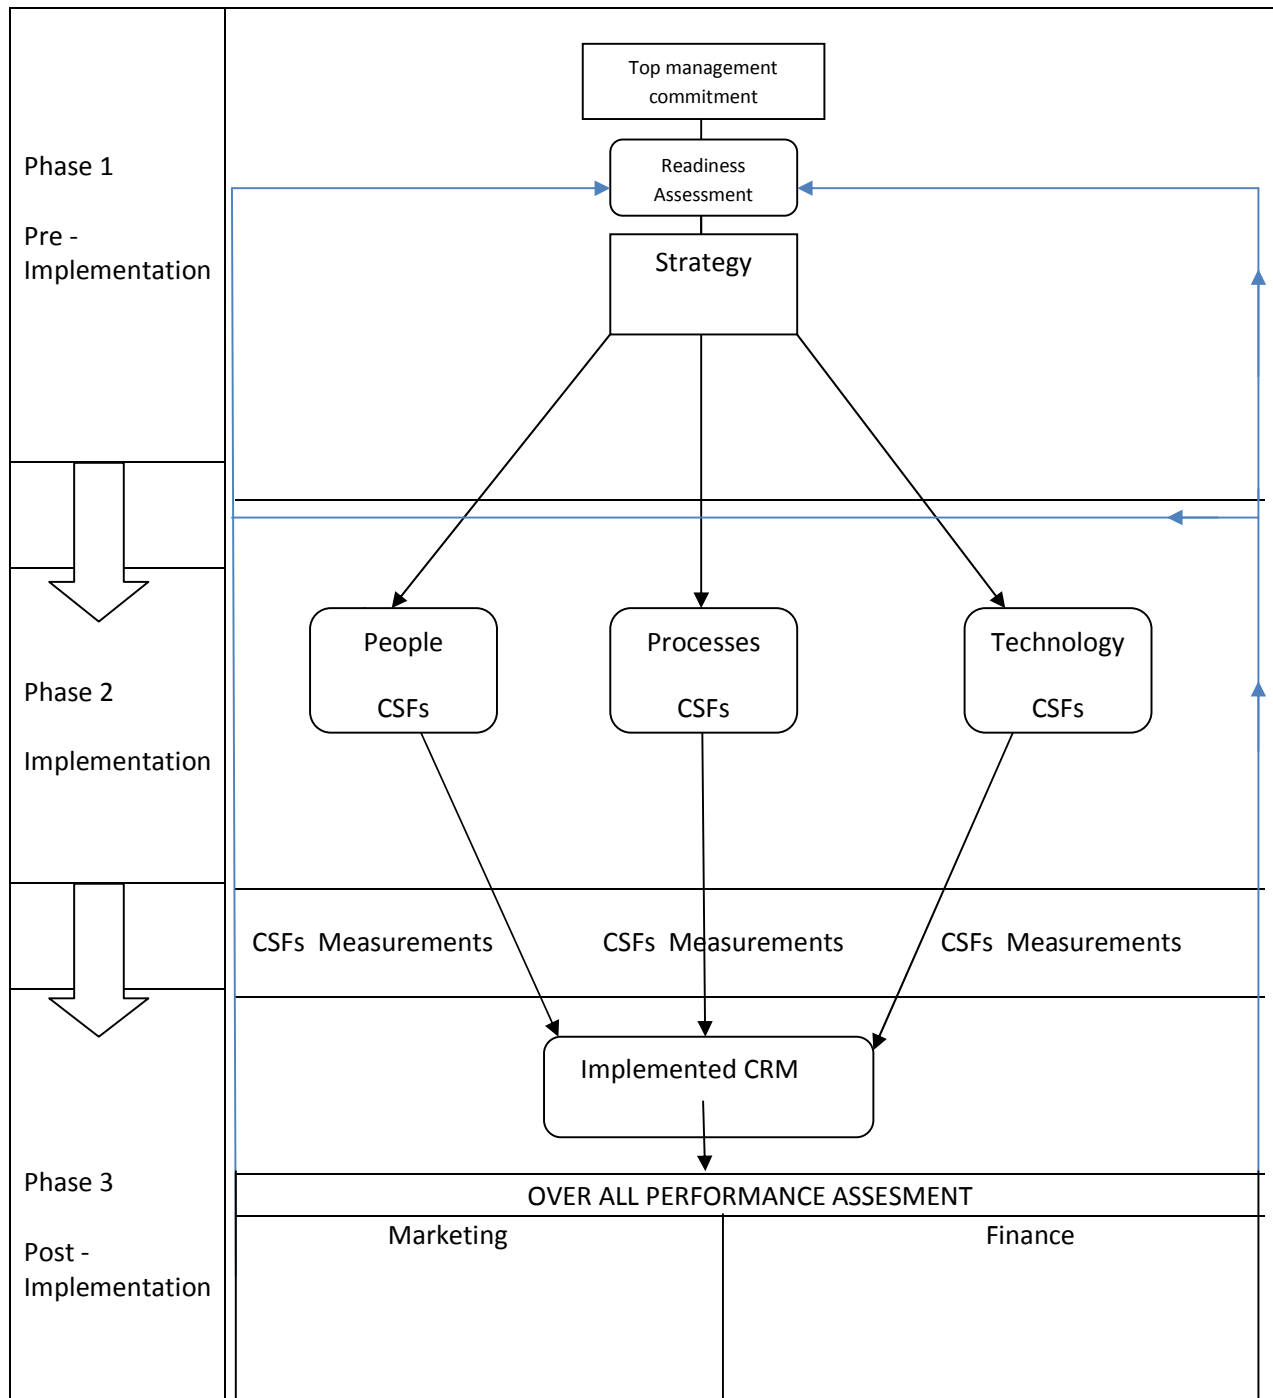 Top management
commitment
Phase 1
Readiness
Assessment
Pre -
Implementation
Strategy
People
CSFs
Processes
CSFs
Technology
CSFs
Phase 2
Implementation
CSFs Measurements
CSFs Measurements
CSFs Measurements
Implemented CRM
Phase 3
Post -
Implementation
OVER ALL PERFORMANCE ASSESMENT
Marketing
Finance